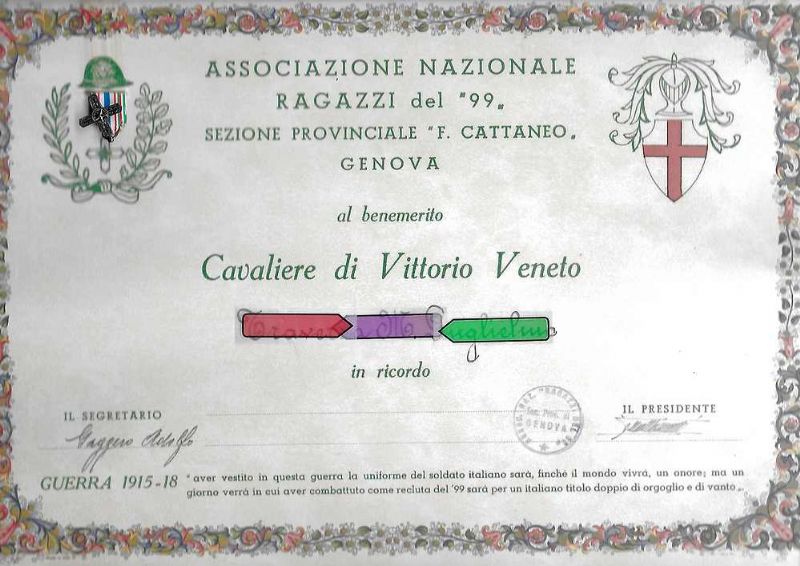 ASSOCIAZIONE NAZIONALE
RAGAZZI del "99"
SEZIONE PROVINCIALE "F. CATTANEO"
GENOVA
al benemerito
Cavaliere di Vittorio Veneto
in ricordo
IL SEGRETARIO
Gaggero Adolfo
IL PRESIDENTE
GENOVA
GUERRA 1915-18
"aver vestito in questa guerra la uniforme del soldato italiano sarà, finché il mondo vivrà, un onore; ma un
giorno verrà in cui aver combattuto come recluta del '99 sarà per un italiano titolo doppio di orgoglio e di vanto"